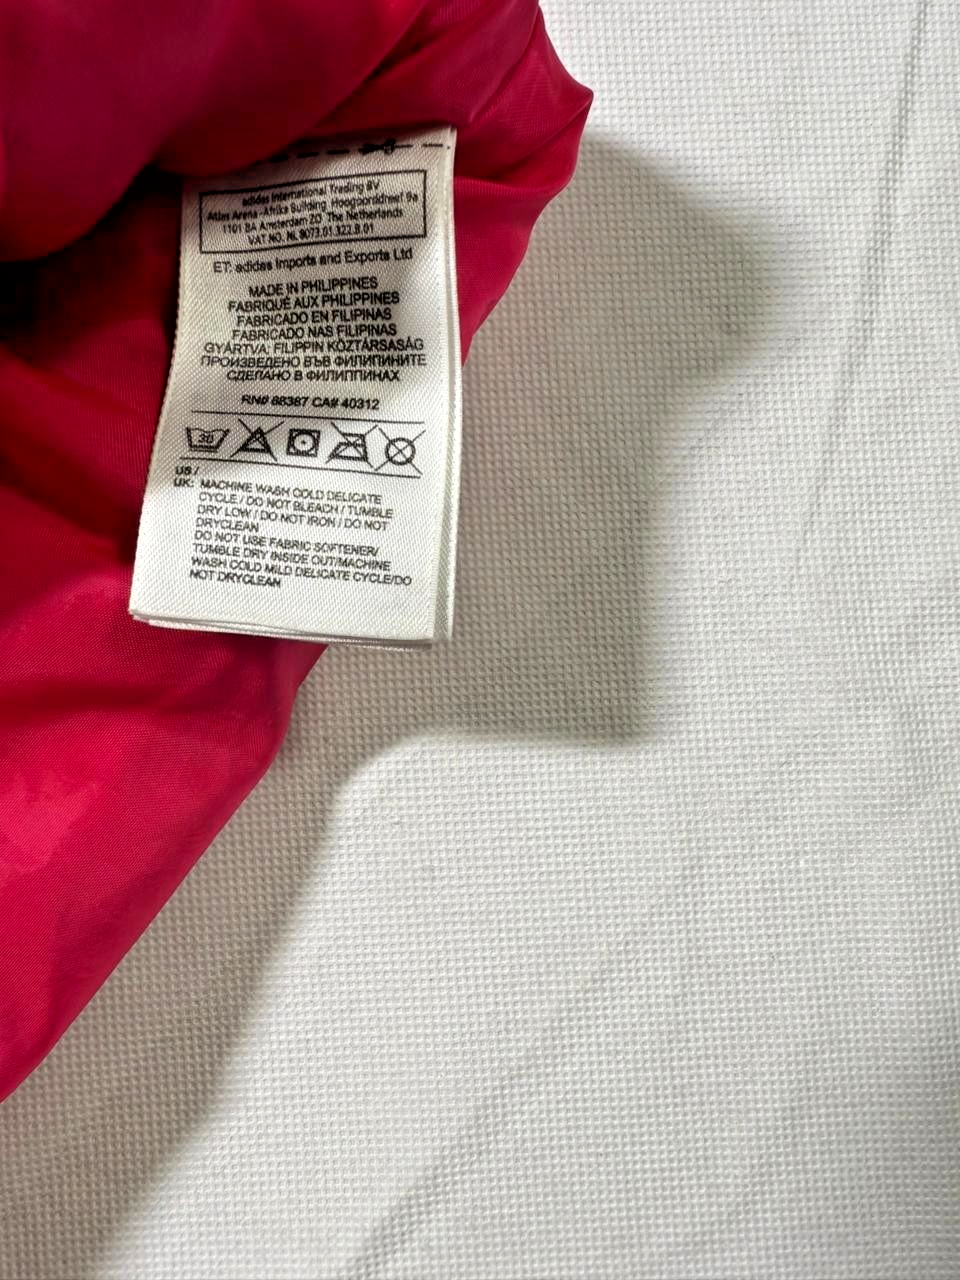 adidas International Trading BV
Atlas Arena-Afrika Building, Hoogoorddreef 9a
1101 BA Amsterdam ZO The Netherlands
VAT NO. NL 8073.01.322.B.01
ET: adidas Imports and Exports Ltd
MADE IN PHILIPPINES
FABRIQUÉ AUX PHILIPPINES
FABRICADO EN FILIPINAS
FABRICADO NAS FILIPINAS
GYÁRTVA: FILIPPIN KÖZTÁRSASÁG
ПРОИЗВЕДЕНО ВЪВ ФИЛИПИНИТЕ
СДЕЛАНО В ФИЛИППИНАХ
RN# 88387 CA# 40312
30
US /
UK: MACHINE WASH COLD DELICATE
CYCLE / DO NOT BLEACH / TUMBLE
DRY LOW / DO NOT IRON / DO NOT
DRYCLEAN
DO NOT USE FABRIC SOFTENER/
TUMBLE DRY INSIDE OUT/MACHINE
WASH COLD MILD DELICATE CYCLE/DO
NOT DRYCLEAN